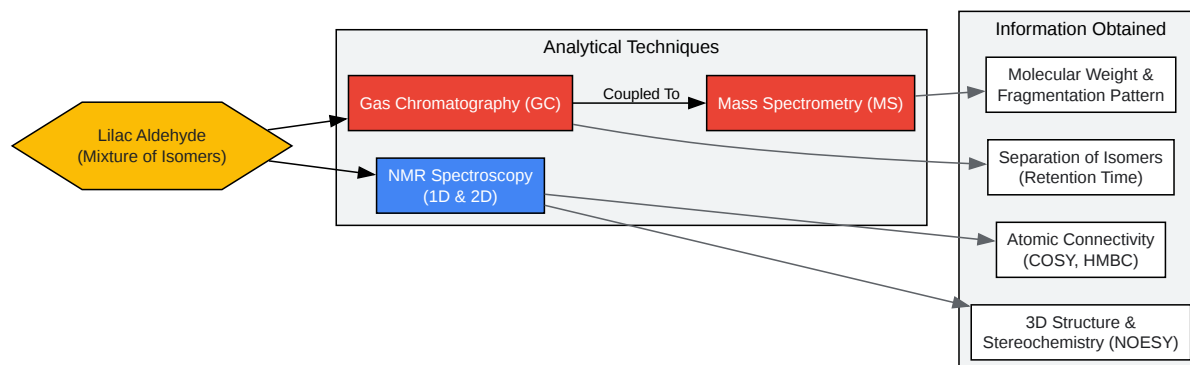 Lilac Aldehyde
(Mixture of Isomers)
Analytical Techniques
Gas Chromatography (GC)
Coupled To
Mass Spectrometry (MS)
NMR Spectroscopy
(1D & 2D)
Information Obtained
Molecular Weight &
Fragmentation Pattern
Separation of Isomers
(Retention Time)
Atomic Connectivity
(COSY, HMBC)
3D Structure &
Stereochemistry (NOESY)